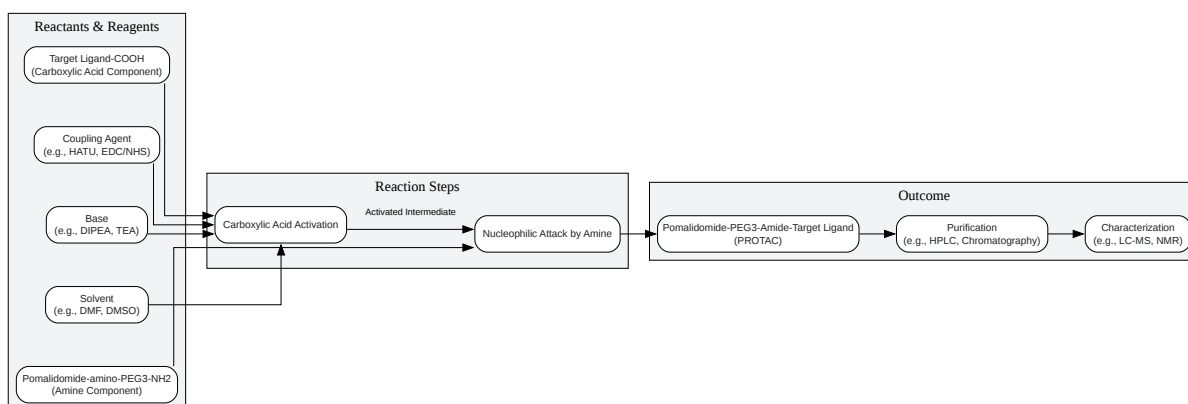 Reactants & Reagents
Target Ligand-COOH
(Carboxylic Acid Component)
Coupling Agent
(e.g., HATU, EDC/NHS)
Base
(e.g., DIPEA, TEA)
Solvent
(e.g., DMF, DMSO)
Pomalidomide-amino-PEG3-NH2
(Amine Component)
Reaction Steps
Carboxylic Acid Activation
Activated Intermediate
Nucleophilic Attack by Amine
Outcome
Pomalidomide-PEG3-Amide-Target Ligand
(PROTAC)
Purification
(e.g., HPLC, Chromatography)
Characterization
(e.g., LC-MS, NMR)